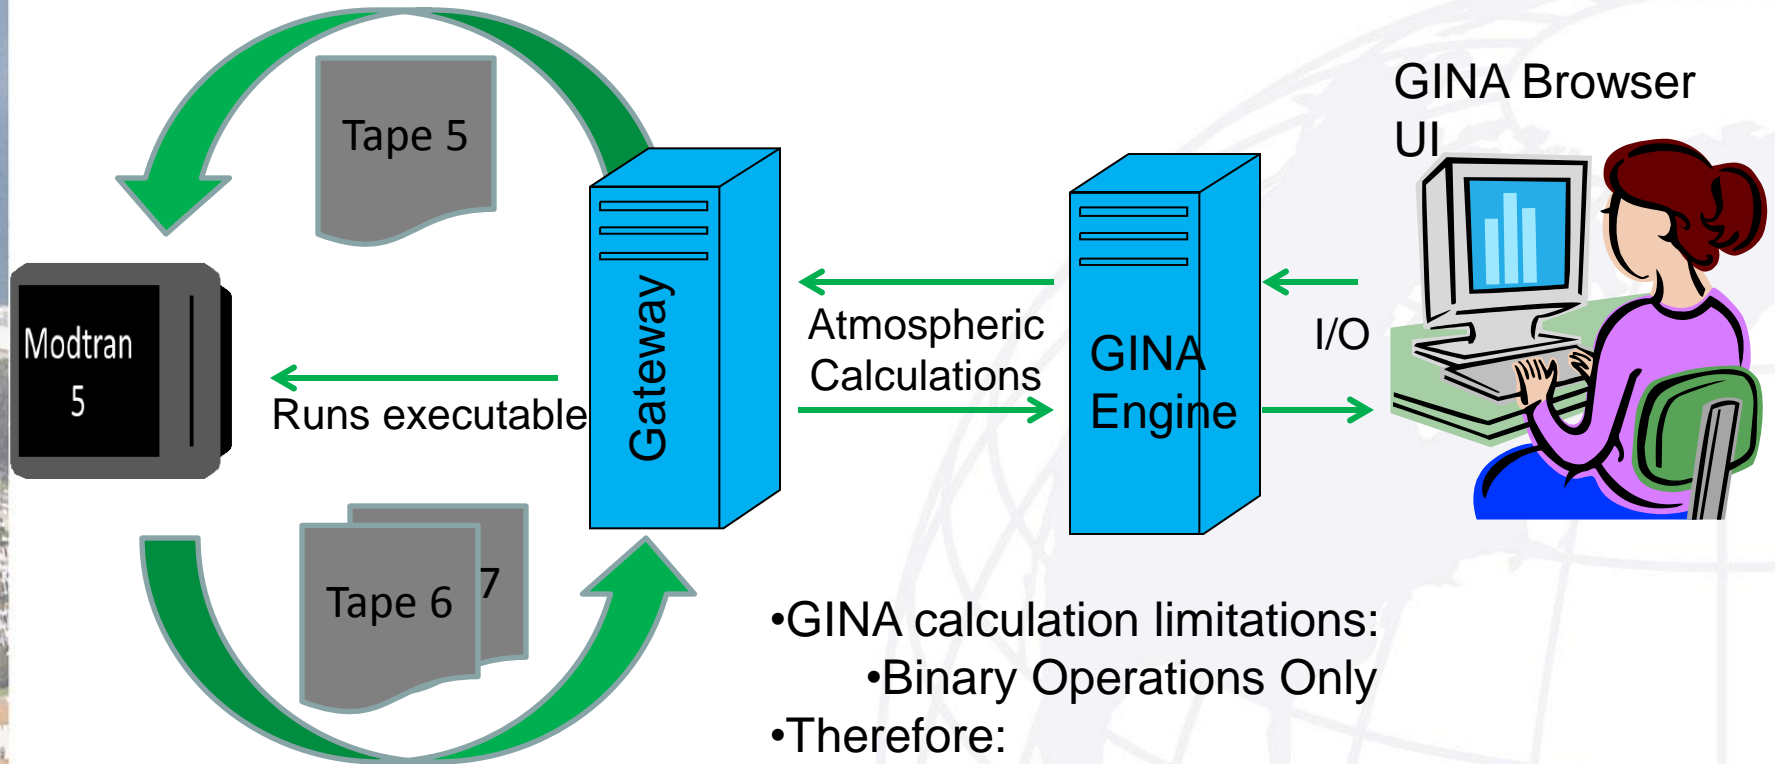 Tape 5
GINA Browser
UI
Modtran
5
Runs executable
Gateway
Atmospheric
Calculations
GINA
Engine
I/O
Tape 6
7
•GINA calculation limitations:
•Binary Operations Only
•Therefore: